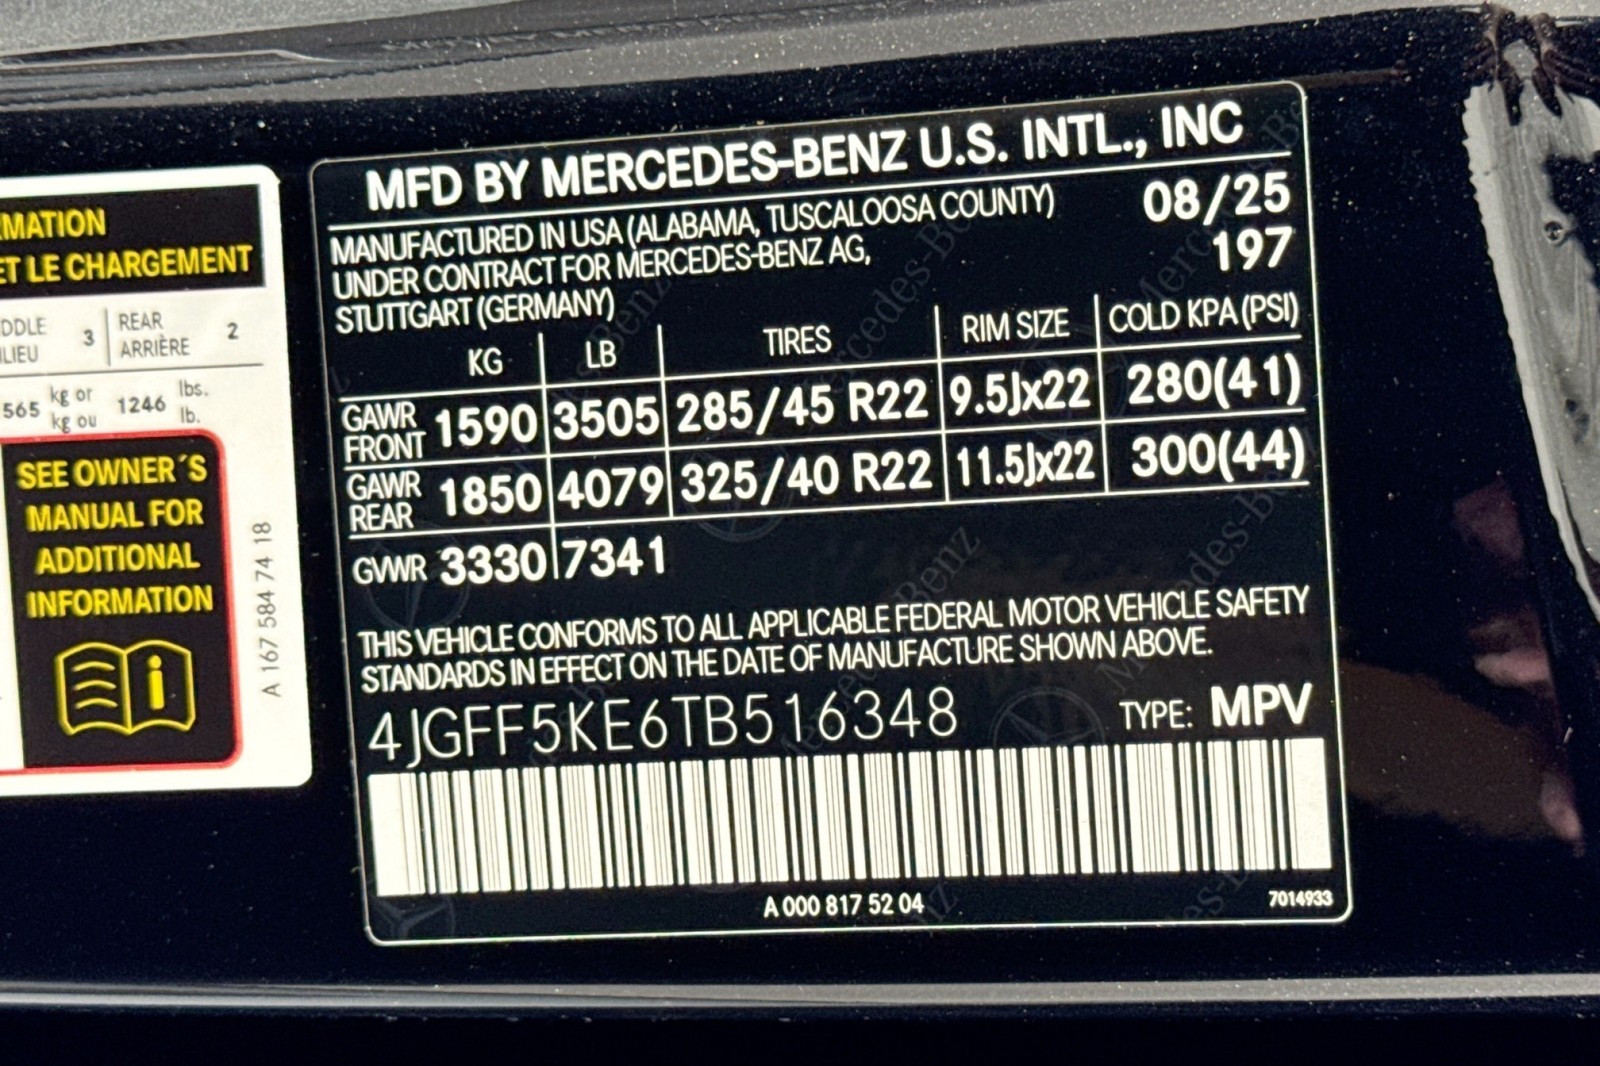 MATION
ET LE CHARGEMENT
DDLE
LIEU 3 REAR
ARRIÈRE 2
565 kg or
kg ou 1246 lbs.
lb.
SEE OWNER´S
MANUAL FOR
ADDITIONAL
INFORMATION
i
A 167 584 74 18
MFD BY MERCEDES-BENZ U.S. INTL., INC
MANUFACTURED IN USA (ALABAMA, TUSCALOOSA COUNTY) 08/25
UNDER CONTRACT FOR MERCEDES-BENZ AG, 197
STUTTGART (GERMANY)
KG LB TIRES RIM SIZE COLD KPA (PSI)
GAWR
FRONT 1590 3505 285/45 R22 9.5Jx22 280(41)
GAWR
REAR 1850 4079 325/40 R22 11.5Jx22 300(44)
GVWR 3330 7341
THIS VEHICLE CONFORMS TO ALL APPLICABLE FEDERAL MOTOR VEHICLE SAFETY
STANDARDS IN EFFECT ON THE DATE OF MANUFACTURE SHOWN ABOVE.
4JGFF5KE6TB516348 TYPE: MPV
A 000 817 52 04 7014933